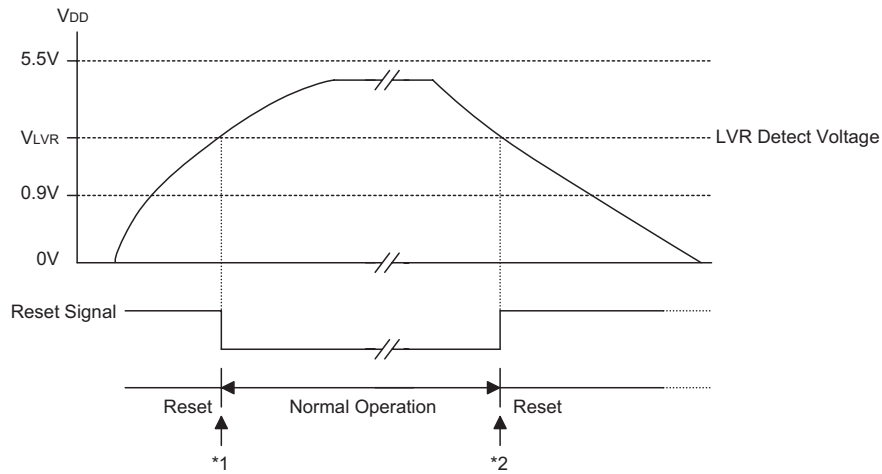 VDD
5.5V
VLVR
LVR Detect Voltage
0.9V
0V
Reset Signal
Reset
Normal Operation
Reset
*1
*2